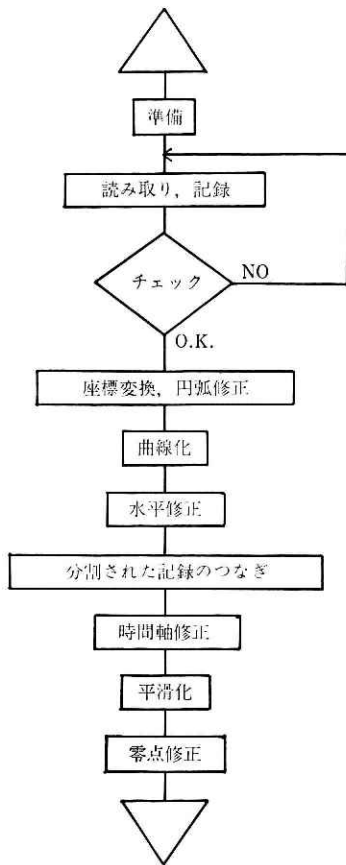 準備
読み取り，記録
チェック
NO
O.K.
座標変換，円弧修正
曲線化
水平修正
分割された記録のつなぎ
時間軸修正
平滑化
零点修正